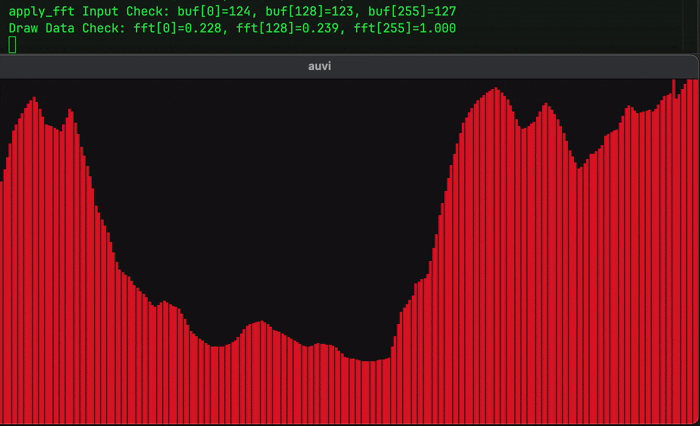 apply_fft Input Check: buf[0]=124, buf[128]=123, buf[255]=127
Draw Data Check: fft[0]=0.228, fft[128]=0.239, fft[255]=1.000
auvi